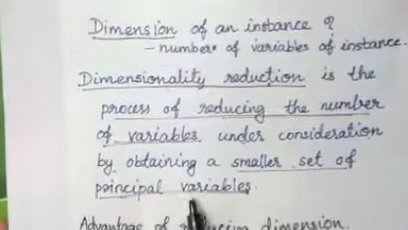 Dimension of an instance ?
- number of variables of instance.
Dimensionality reduction is the
process of reducing the number
of variables under consideration
by obtaining a smaller set of
principal variables.
Advantage of reducing dimension.